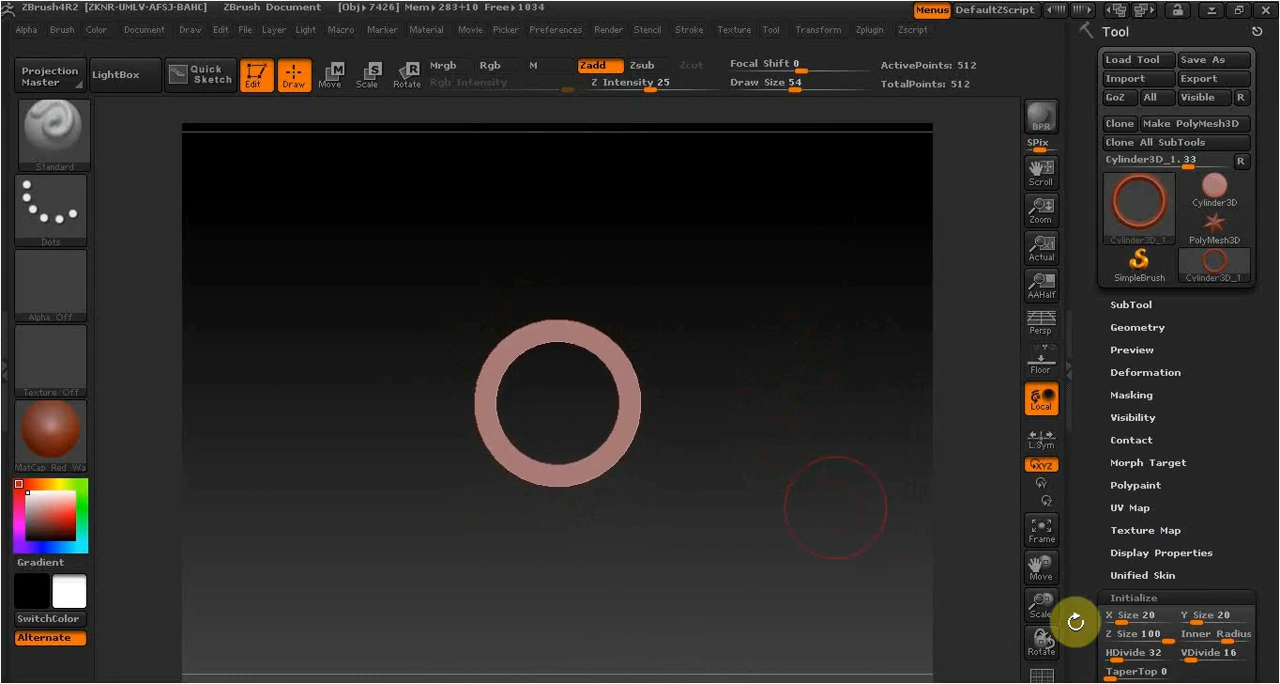 ZBrush4R2 [ZKNR-UMLV-AFSJ-BAHC] ZBrush Document [Obj▸7426] Mem▸283+10 Free▸1034 Menus DefaultZScript
Alpha Brush Color Document Draw Edit File Layer Light Macro Marker Material Movie Picker Preferences Render Stencil Stroke Texture Tool Transform Zplugin Zscript
Projection Master
LightBox
Quick Sketch
Edit Draw Move Scale Rotate
Mrgb Rgb M
Rgb Intensity
Zadd Zsub Zcut
Z Intensity 25
Focal Shift 0
Draw Size 54
ActivePoints: 512
TotalPoints: 512
Standard
Dots
Alpha Off
Texture Off
MatCap Red Wa
Gradient
SwitchColor
Alternate
BPR
SPix
Scroll
Zoom
Actual
AAHalf
Persp
Floor
Local
L.Sym
XYZ
Frame
Move
Scale
Rotate
Tool
Load Tool Save As
Import Export
GoZ All Visible R
Clone Make PolyMesh3D
Clone All SubTools
Cylinder3D_1. 33 R
Cylinder3D
Cylinder3D_1 PolyMesh3D
SimpleBrush Cylinder3D_1
SubTool
Geometry
Preview
Deformation
Masking
Visibility
Contact
Morph Target
Polypaint
UV Map
Texture Map
Display Properties
Unified Skin
Initialize
X Size 20 Y Size 20
Z Size 100 Inner Radius
HDivide 32 VDivide 16
TaperTop 0